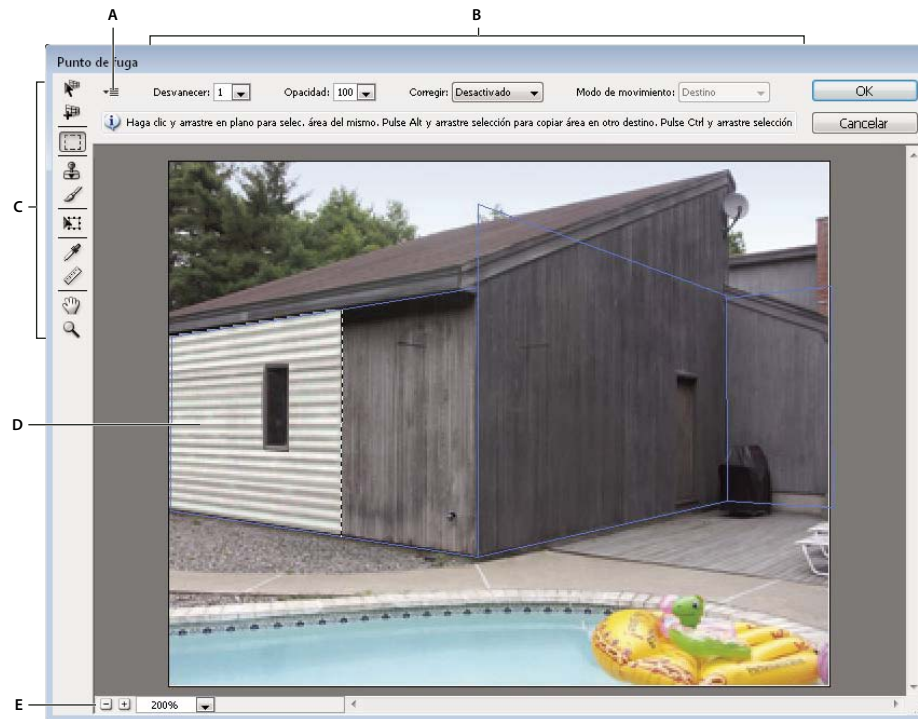 A
B
Punto de fuga
Desvanecer: 1 Opacidad: 100 Corregir: Desactivado Modo de movimiento: Destino OK
Haga clic y arrastre en plano para selec. área del mismo. Pulse Alt y arrastre selección para copiar área en otro destino. Pulse Ctrl y arrastre selección Cancelar
C
D
E
200%